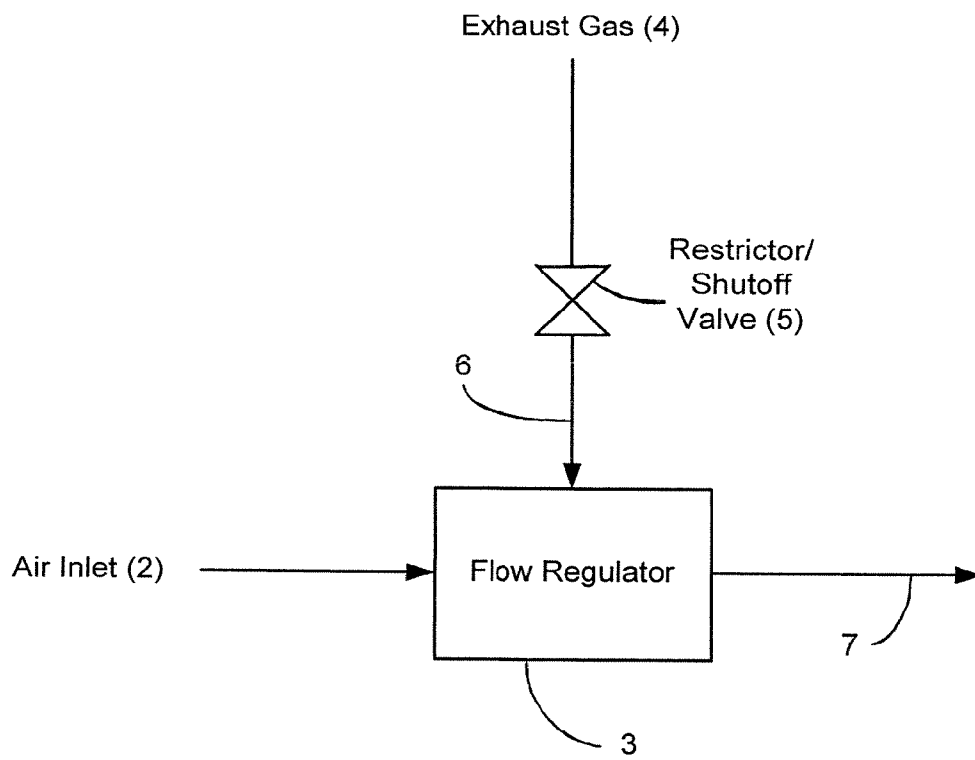 Exhaust Gas (4)
Restrictor/
Shutoff
Valve (5)
6
Air Inlet (2)
Flow Regulator
7
3